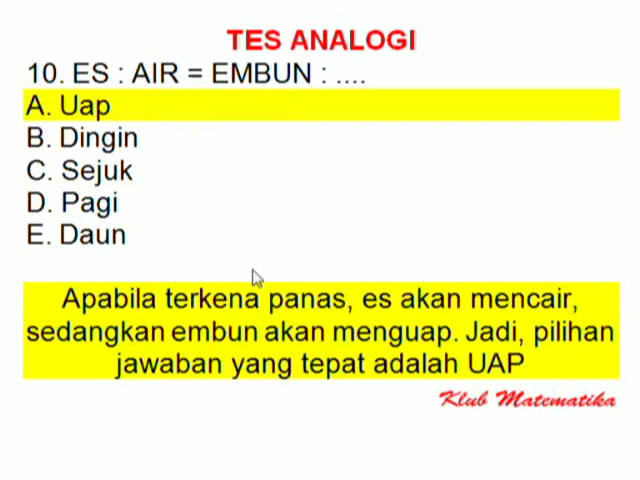 TES ANALOGI
10. ES : AIR = EMBUN : ....
A. Uap
B. Dingin
C. Sejuk
D. Pagi
E. Daun
Apabila terkena panas, es akan mencair,
sedangkan embun akan menguap. Jadi, pilihan
jawaban yang tepat adalah UAP
Klub Matematika